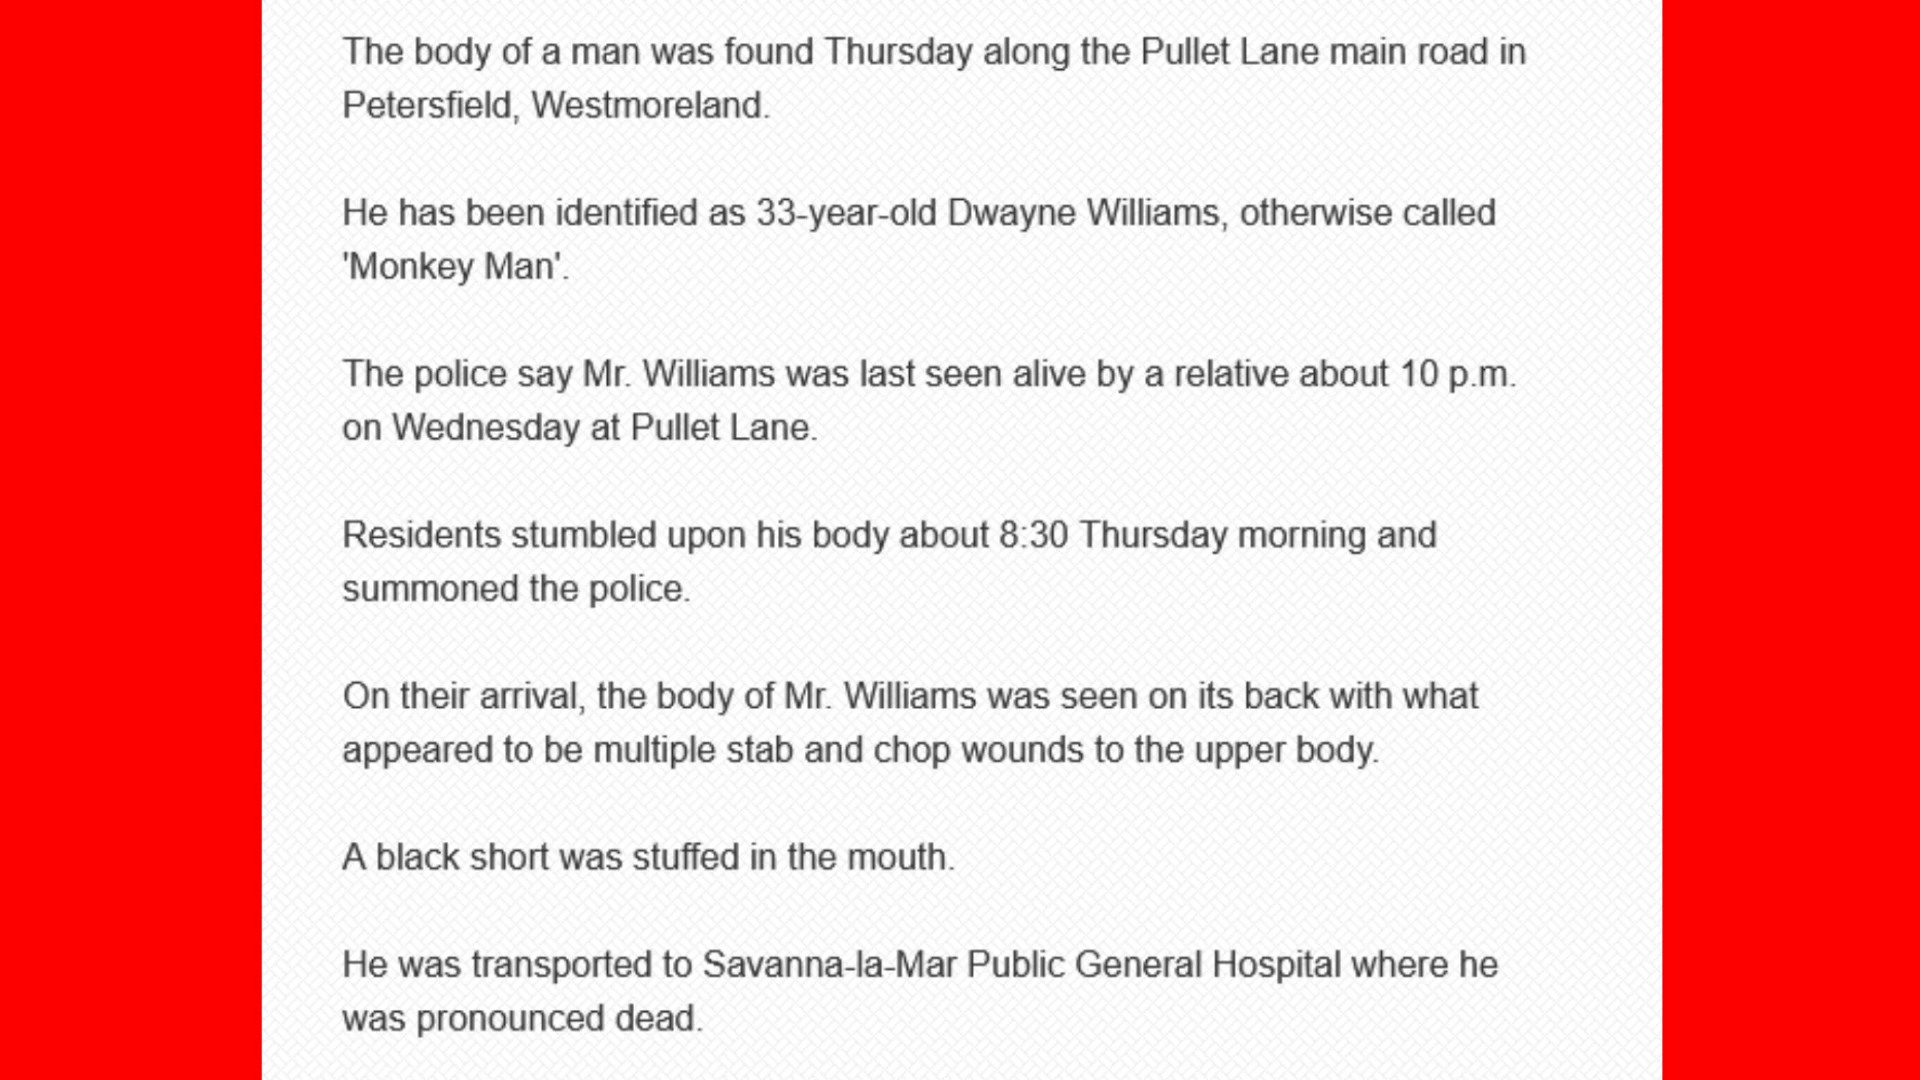 The body of a man was found Thursday along the Pullet Lane main road in
Petersfield, Westmoreland.
He has been identified as 33-year-old Dwayne Williams, otherwise called
'Monkey Man'.
The police say Mr. Williams was last seen alive by a relative about 10 p.m.
on Wednesday at Pullet Lane.
Residents stumbled upon his body about 8:30 Thursday morning and
summoned the police.
On their arrival, the body of Mr. Williams was seen on its back with what
appeared to be multiple stab and chop wounds to the upper body.
A black short was stuffed in the mouth.
He was transported to Savanna-la-Mar Public General Hospital where he
was pronounced dead.